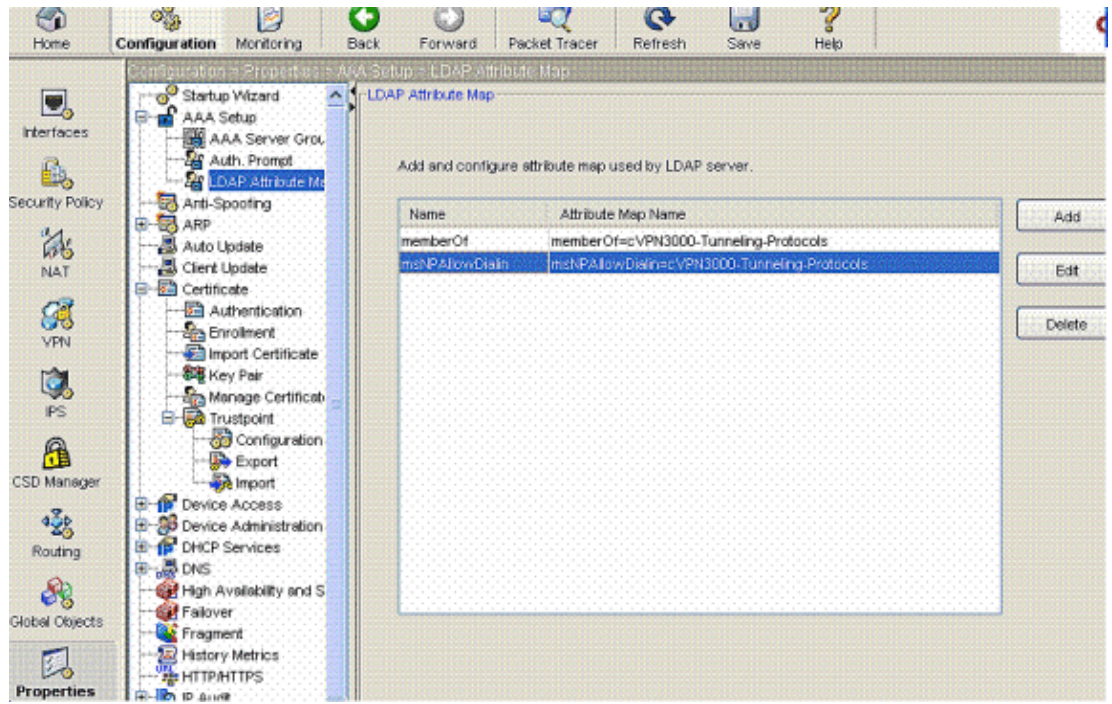 Home
Configuration
Monitoring
Back
Forward
Packet Tracer
Refresh
Save
Help
Configuration > Properties > AAA Setup > LDAP Attribute Map
Interfaces
Security Policy
NAT
VPN
IPS
CSD Manager
Routing
Global Objects
Properties
Startup Wizard
AAA Setup
AAA Server Grou
Auth. Prompt
LDAP Attribute Ma
Anti-Spoofing
ARP
Auto Update
Client Update
Certificate
Authentication
Enrollment
Import Certificate
Key Pair
Manage Certificat
Trustpoint
Configuration
Export
Import
Device Access
Device Administration
DHCP Services
DNS
High Availability and S
Failover
Fragment
History Metrics
HTTP/HTTPS
IP Audit
LDAP Attribute Map
Add and configure attribute map used by LDAP server.
Name Attribute Map Name
memberOf memberOf=cVPN3000-Tunneling-Protocols
msNPAllowDialin msNPAllowDialin=cVPN3000-Tunneling-Protocols
Add
Edit
Delete